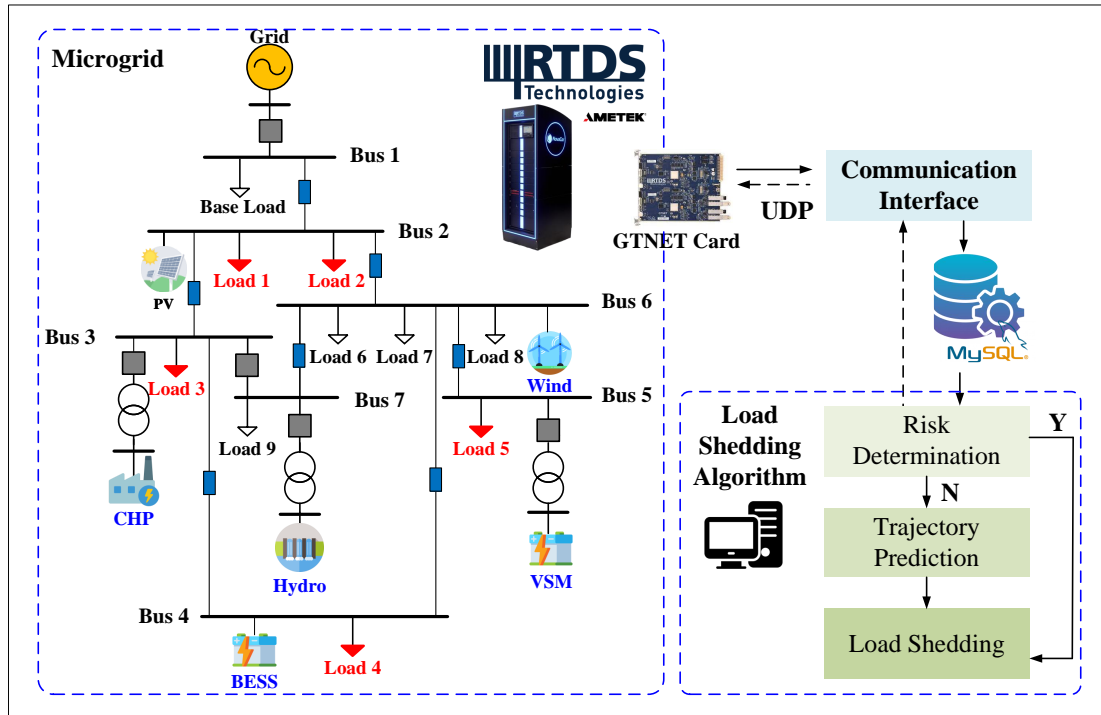 Microgrid
Grid
RTDS
Technologies
AMETEK
NovaCor
Bus 1
Base Load
Bus 2
PV
Load 1
Load 2
Bus 6
Bus 3
Load 3
Load 6
Load 7
Load 8
Wind
Bus 7
Bus 5
Load 9
Load 5
CHP
Hydro
VSM
Bus 4
BESS
Load 4
RTDS
GTNET Card
UDP
Communication
Interface
MySQL
Load
Shedding
Algorithm
Risk
Determination
Y
N
Trajectory
Prediction
Load Shedding